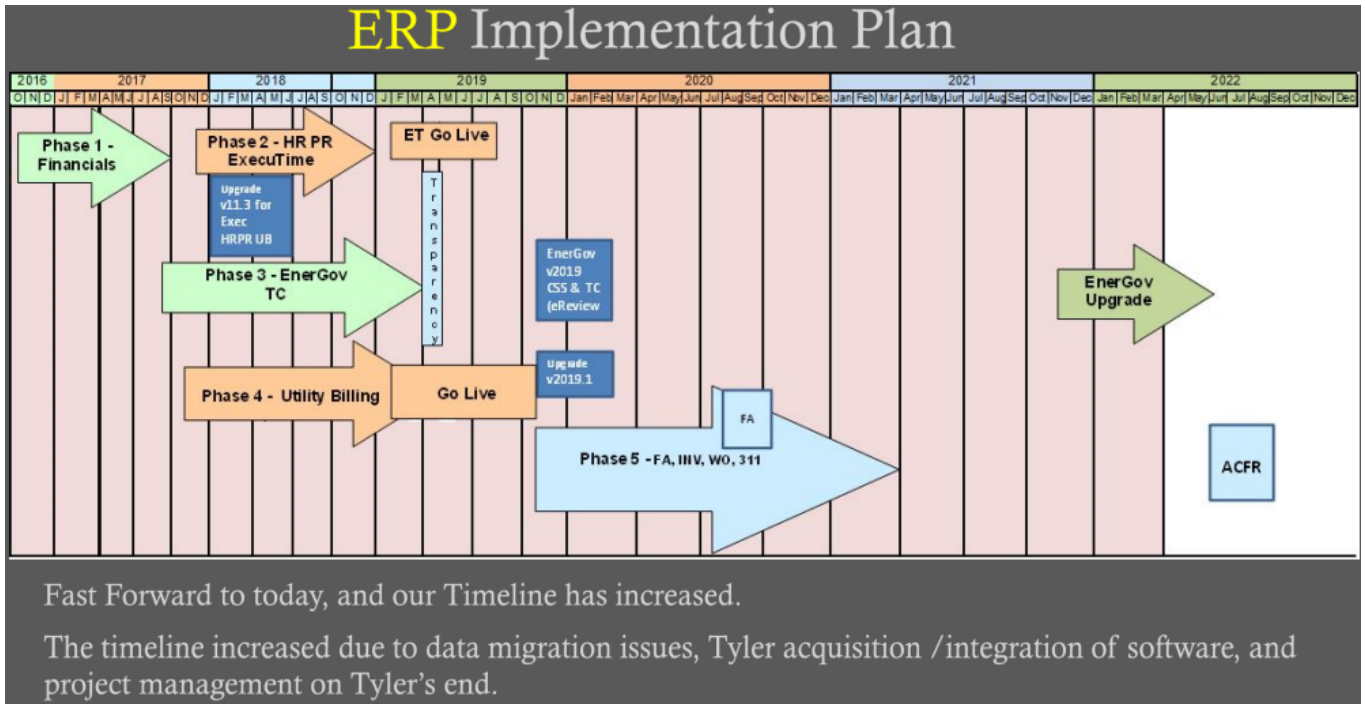 ERP Implementation Plan
2016 2017 2018 2019 2020 2021 2022
O N D J F M A M J J A S O N D J F M A M J J A S O N D J F M A M J J A S O N D Jan Feb Mar Apr May Jun Jul Aug Sep Oct Nov Dec Jan Feb Mar Apr May Jun Jul Aug Sep Oct Nov Dec Jan Feb Mar Apr May Jun Jul Aug Sep Oct Nov Dec
Phase 1 -
Financials
Phase 2 - HR PR
ExecuTime
ET Go Live
Upgrade
v11.3 for
Exec
HRPR UB
Transparency
Phase 3 - EnerGov
TC
EnerGov
v2019
CSS & TC
(eReview
EnerGov
Upgrade
Phase 4 - Utility Billing
Go Live
Upgrade
v2019.1
FA
Phase 5 -FA, INV, WO, 311
ACFR
Fast Forward to today, and our Timeline has increased.
The timeline increased due to data migration issues, Tyler acquisition /integration of software, and
project management on Tyler's end.